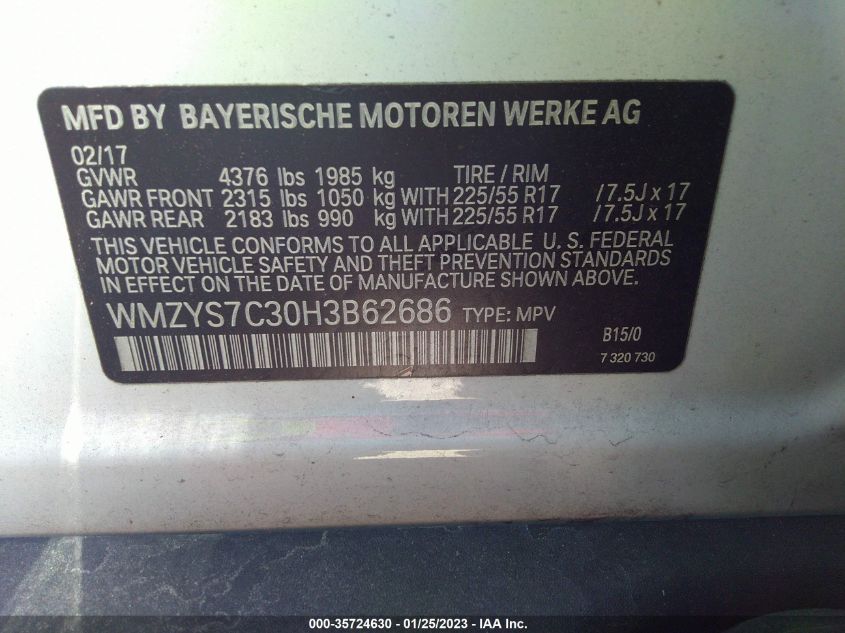 MFD BY BAYERISCHE MOTOREN WERKE AG
02/17
GVWR 4376 lbs 1985 kg TIRE / RIM
GAWR FRONT 2315 lbs 1050 kg WITH 225/55 R17 /7.5J x 17
GAWR REAR 2183 lbs 990 kg WITH 225/55 R17 /7.5J x 17
THIS VEHICLE CONFORMS TO ALL APPLICABLE U. S. FEDERAL
MOTOR VEHICLE SAFETY AND THEFT PREVENTION STANDARDS
IN EFFECT ON THE DATE OF MANUFACTURE SHOWN ABOVE.
WMZYS7C30H3B62686 TYPE: MPV
B15/0
7 320 730
000-35724630 - 01/25/2023 - IAA Inc.